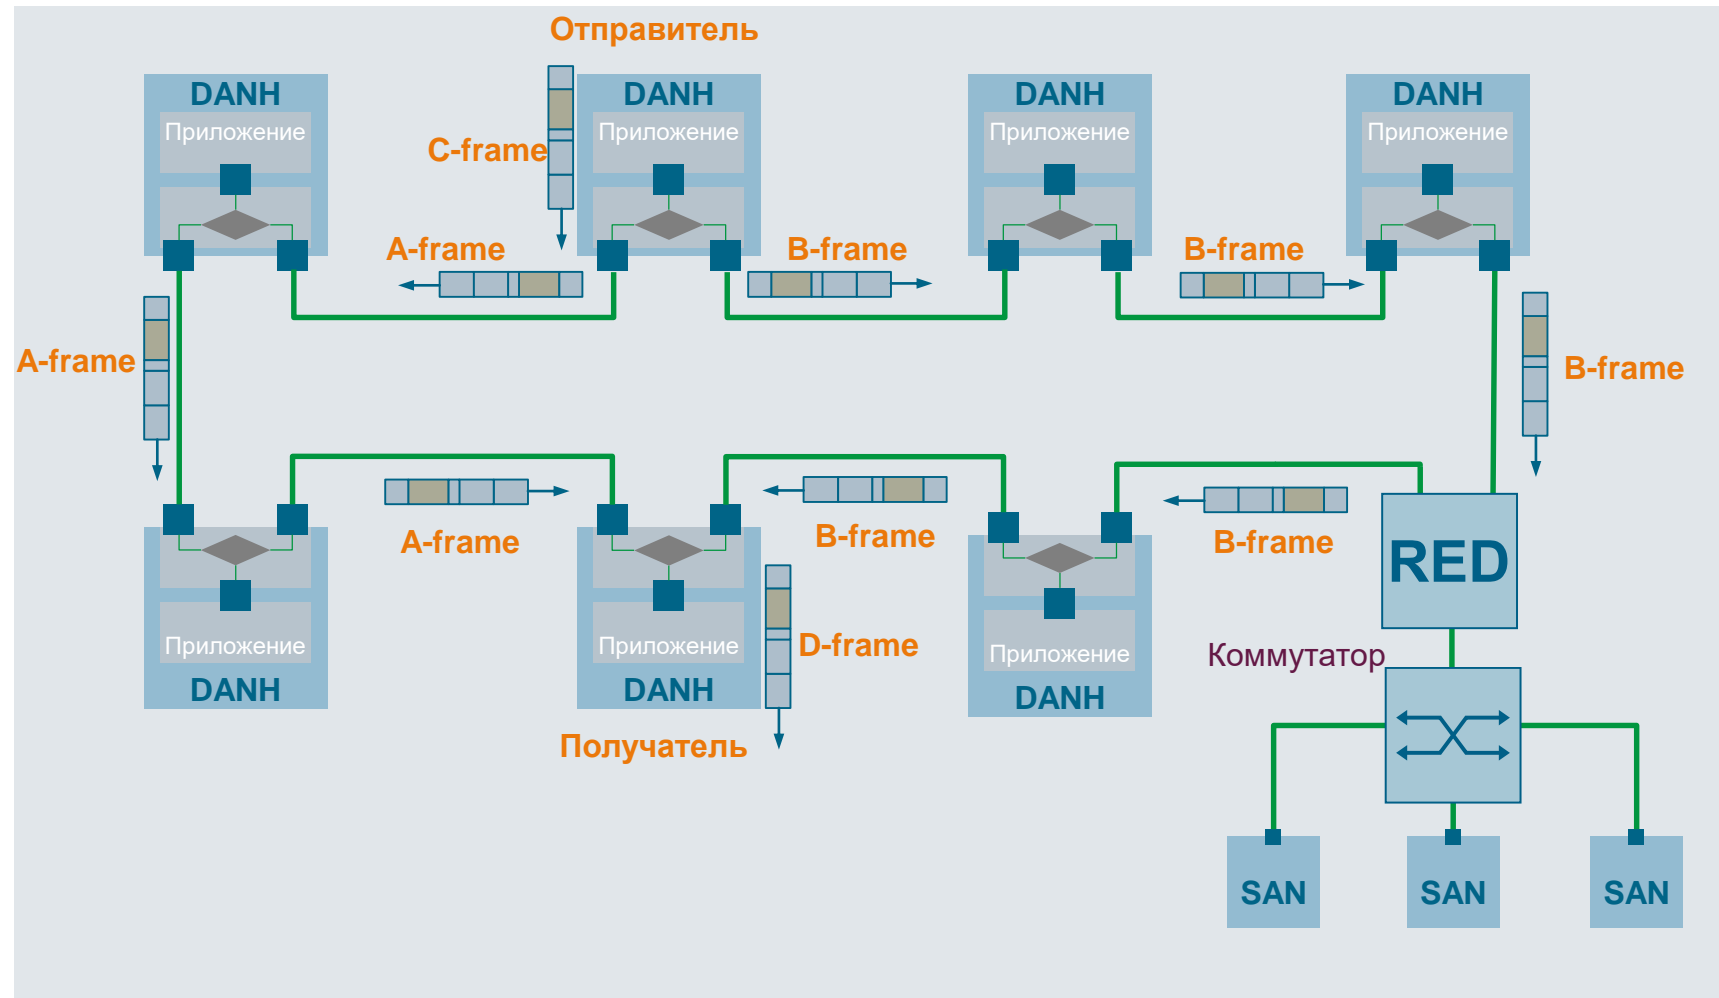 Отправитель
DANH
DANH
DANH
DANH
Приложение
Приложение
Приложение
Приложение
C-frame
A-frame
B-frame
B-frame
A-frame
B-frame
A-frame
B-frame
B-frame
RED
Приложение
Приложение
D-frame
Приложение
Коммутатор
DANH
DANH
DANH
Получатель
SAN
SAN
SAN